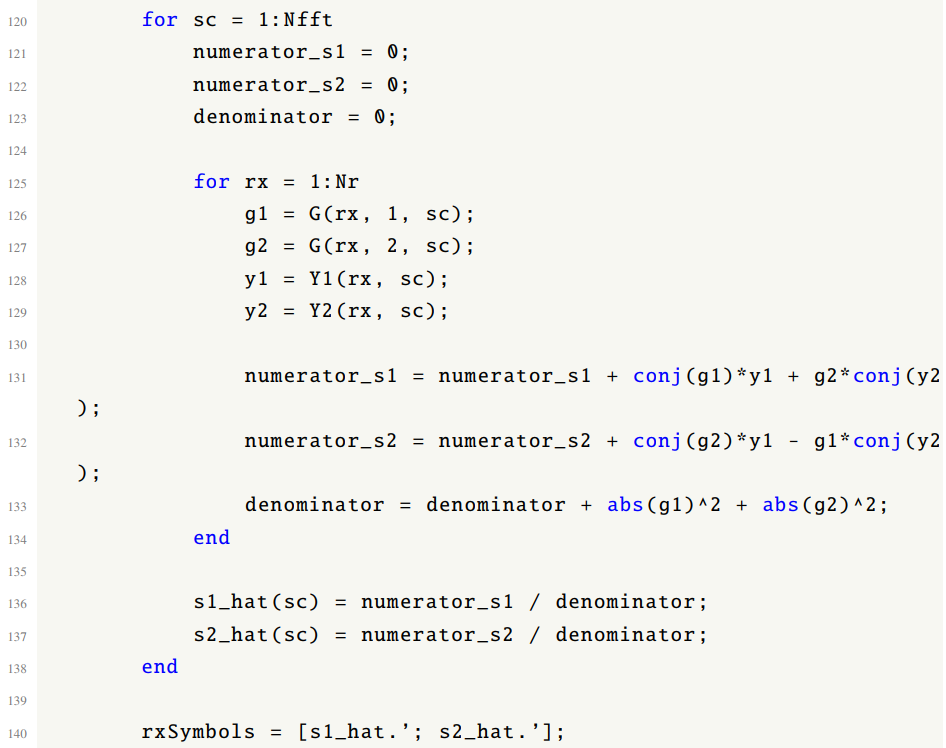 120 for sc = 1:Nfft
121 numerator_s1 = 0;
122 numerator_s2 = 0;
123 denominator = 0;
124
125 for rx = 1:Nr
126 g1 = G(rx, 1, sc);
127 g2 = G(rx, 2, sc);
128 y1 = Y1(rx, sc);
129 y2 = Y2(rx, sc);
130
131 numerator_s1 = numerator_s1 + conj(g1)*y1 + g2*conj(y2
);
132 numerator_s2 = numerator_s2 + conj(g2)*y1 - g1*conj(y2
);
133 denominator = denominator + abs(g1)^2 + abs(g2)^2;
134 end
135
136 s1_hat(sc) = numerator_s1 / denominator;
137 s2_hat(sc) = numerator_s2 / denominator;
138 end
139
140 rxSymbols = [s1_hat.’; s2_hat.’];